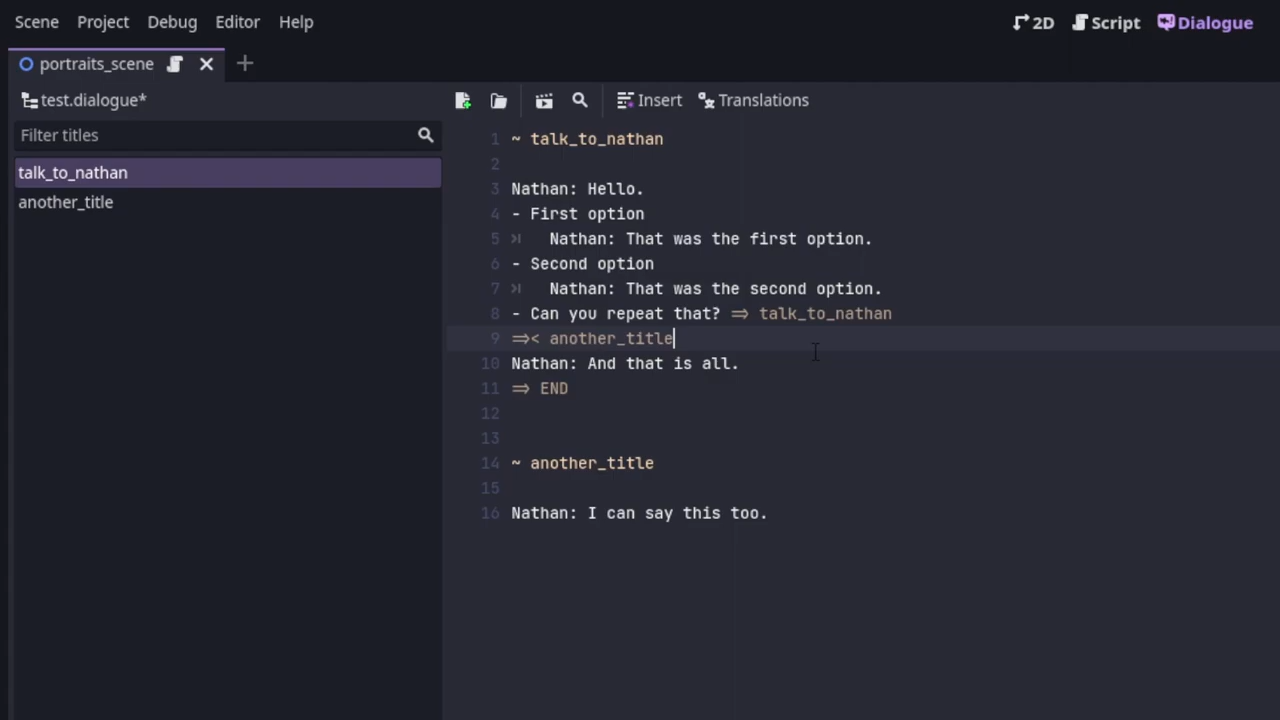 Scene Project Debug Editor Help 2D Script Dialogue
portraits_scene
test.dialogue* Insert Translations
Filter titles
talk_to_nathan
another_title
1 ~ talk_to_nathan
2
3 Nathan: Hello.
4 - First option
5 Nathan: That was the first option.
6 - Second option
7 Nathan: That was the second option.
8 - Can you repeat that? => talk_to_nathan
9 =>< another_title
10 Nathan: And that is all.
11 => END
12
13
14 ~ another_title
15
16 Nathan: I can say this too.